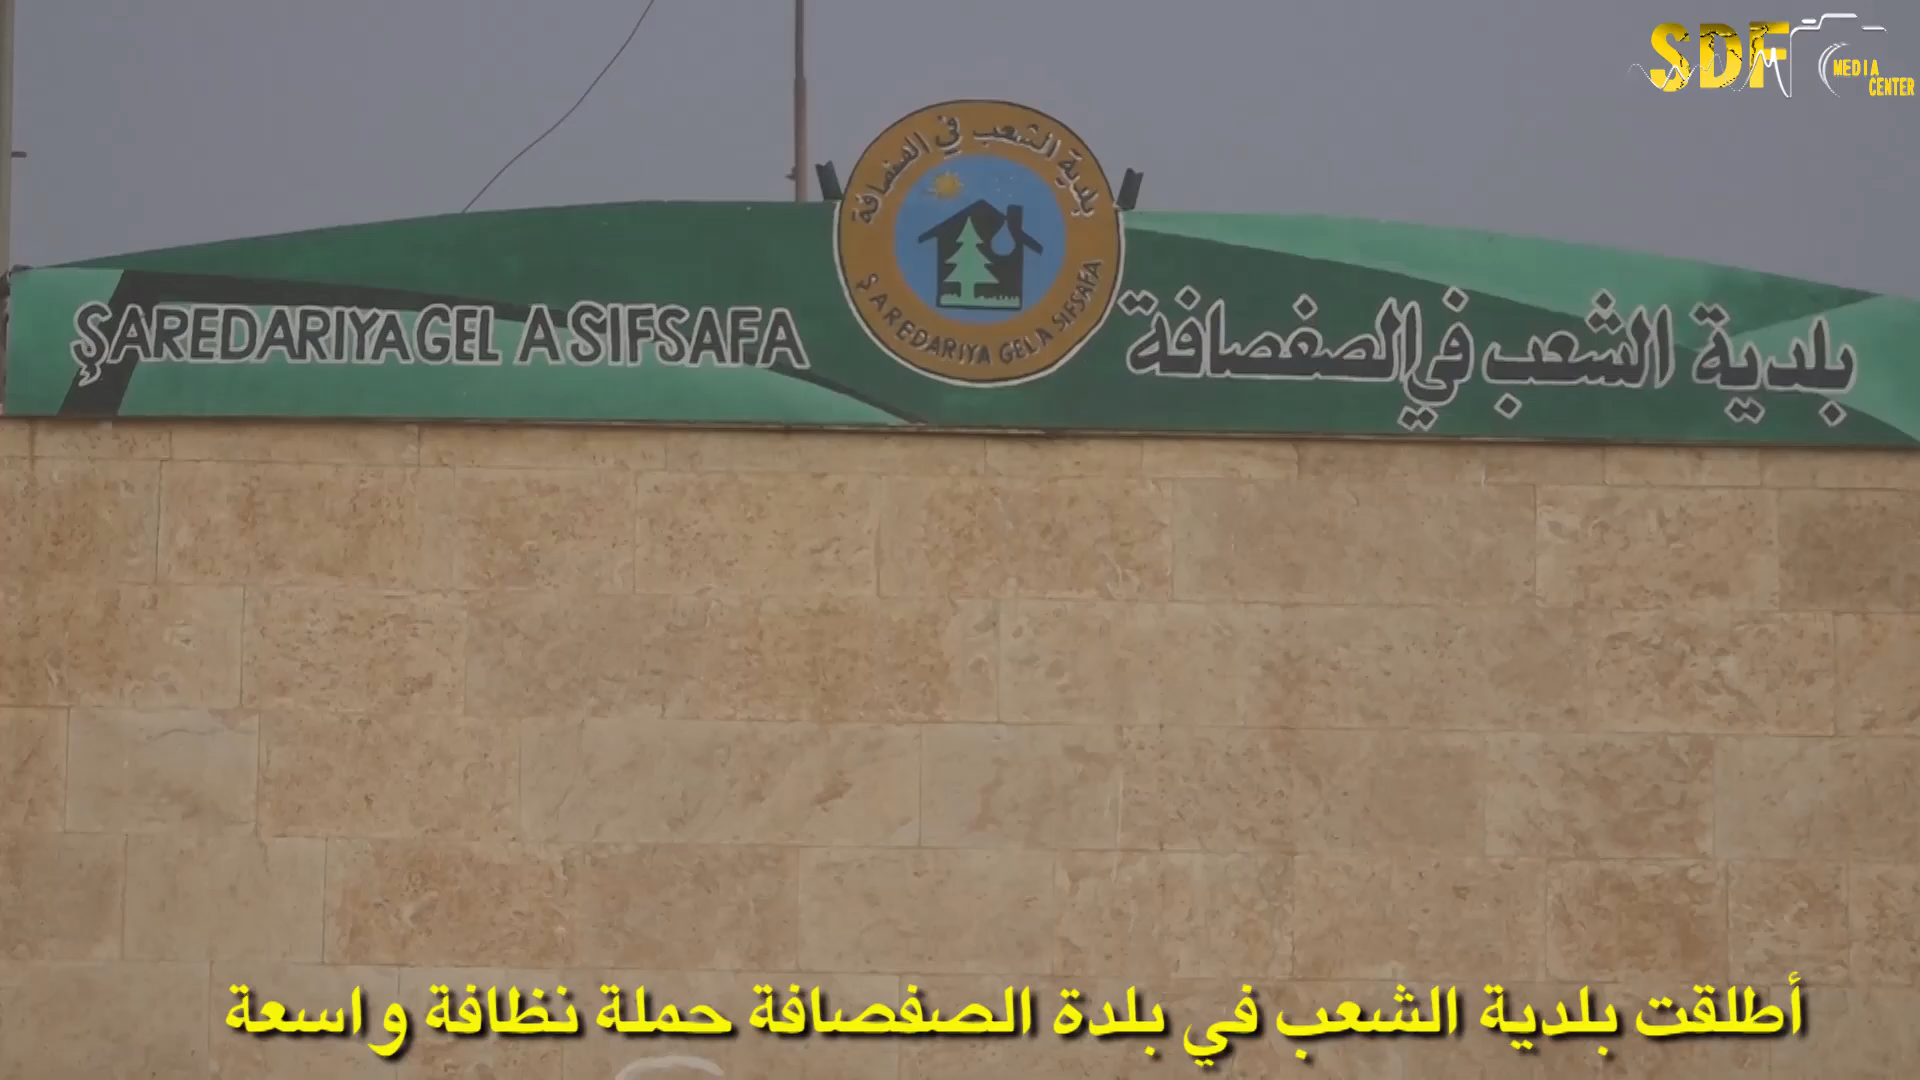 SDF MEDIA CENTER
بلدية الشعب في الصفصافة
ŞAREDARIYA GEL A SIFSAFA
ŞAREDARIYA GEL A SIFSAFA
بلدية الشعب في الصفصافة
أطلقت بلدية الشعب في بلدة الصفصافة حملة نظافة واسعة